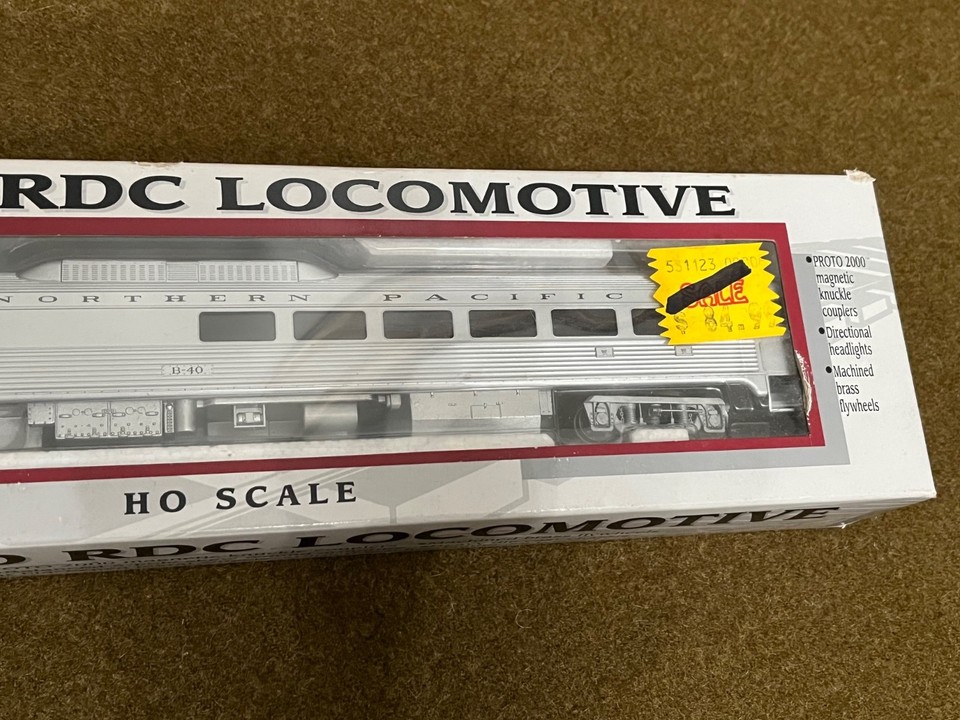 RDC LOCOMOTIVE
NORTHERN PACIFIC
B-40
SALE
• PROTO 2000
magnetic
knuckle
couplers
• Directional
headlights
• Machined
brass
flywheels
HO SCALE
RDC LOCOMOTIVE